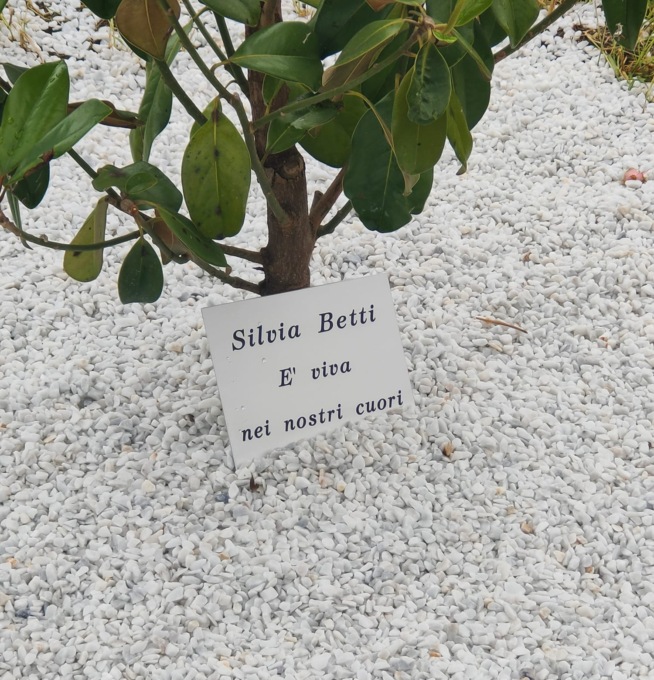 Silvia Betti
E' viva
nei nostri cuori